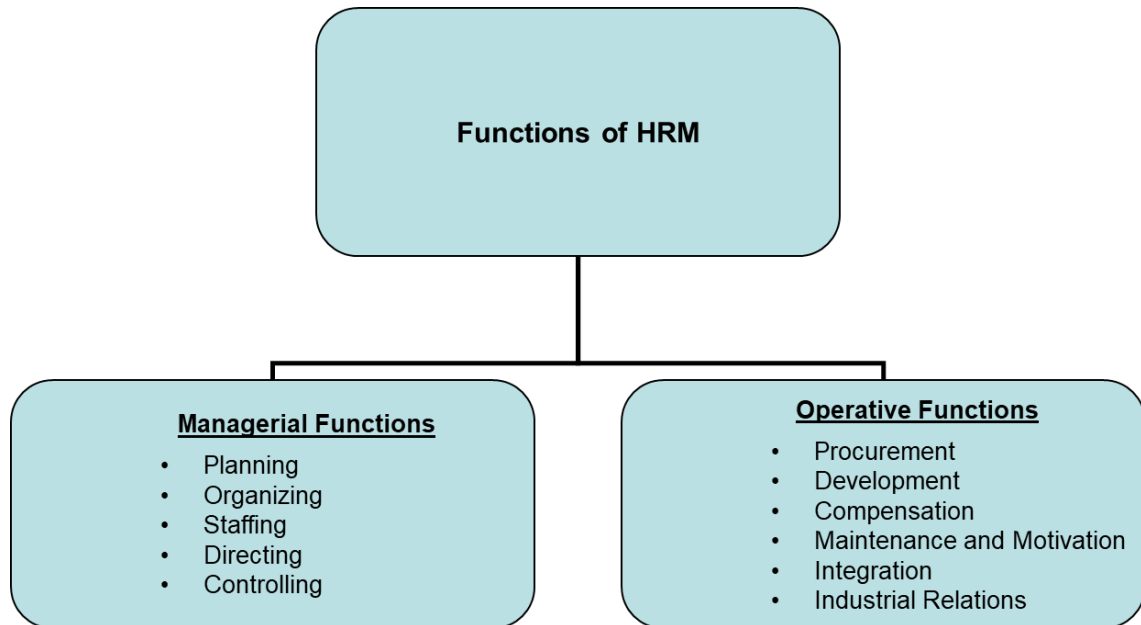 Functions of HRM
Managerial Functions
• Planning
• Organizing
• Staffing
• Directing
• Controlling
Operative Functions
• Procurement
• Development
• Compensation
• Maintenance and Motivation
• Integration
• Industrial Relations